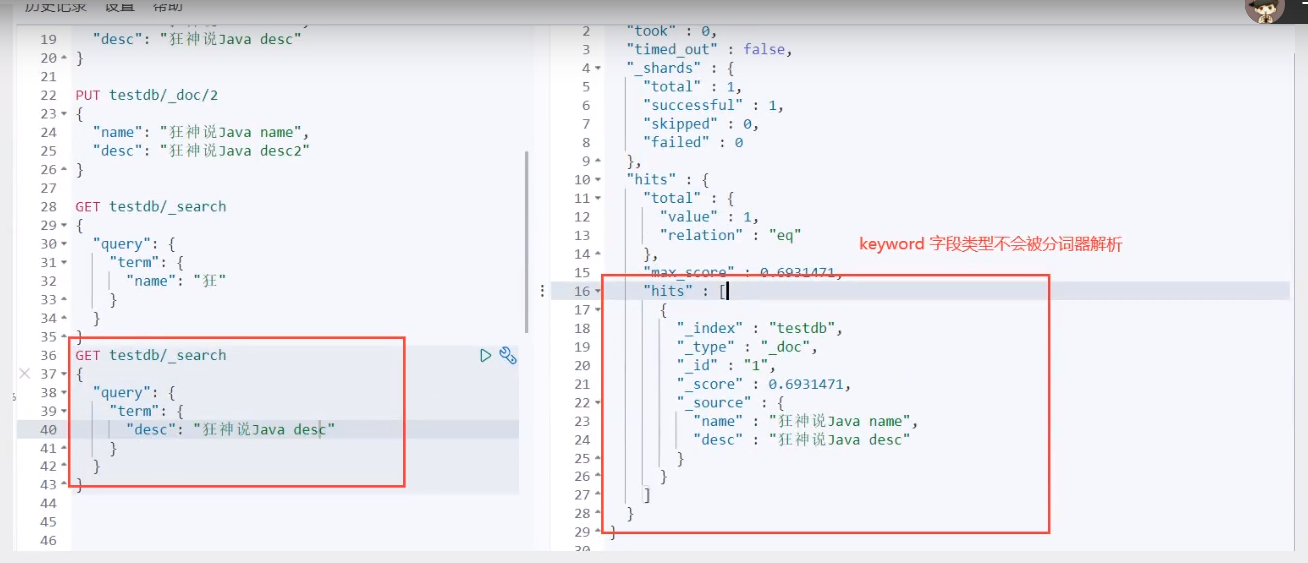 历史记录 设置 帮助
19 "desc": "狂神说Java desc"
20 }
21
22 PUT testdb/_doc/2
23 {
24 "name": "狂神说Java name",
25 "desc": "狂神说Java desc2"
26 }
27
28 GET testdb/_search
29 {
30 "query": {
31 "term": {
32 "name": "狂"
33 }
34 }
35 }
36 GET testdb/_search
37 {
38 "query": {
39 "term": {
40 "desc": "狂神说Java desc"
41 }
42 }
43 }
44
45
46
2 "took" : 0,
3 "timed_out" : false,
4 "_shards" : {
5 "total" : 1,
6 "successful" : 1,
7 "skipped" : 0,
8 "failed" : 0
9 },
10 "hits" : {
11 "total" : {
12 "value" : 1,
13 "relation" : "eq"
keyword 字段类型不会被分词器解析
14 },
15 "max_score" : 0.6931471,
16 "hits" : [
17 {
18 "_index" : "testdb",
19 "_type" : "_doc",
20 "_id" : "1",
21 "_score" : 0.6931471,
22 "_source" : {
23 "name" : "狂神说Java name",
24 "desc" : "狂神说Java desc"
25 }
26 }
27 ]
28 }
29 }
30